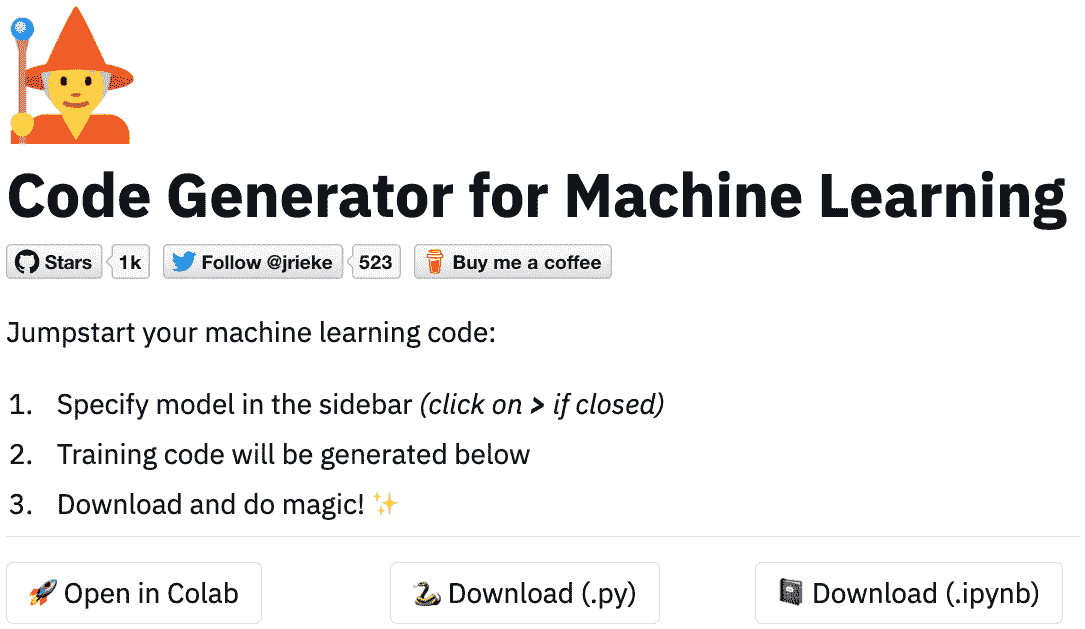 Code Generator for Machine Learning
Stars 1k Follow @jrieke 523 Buy me a coffee
Jumpstart your machine learning code:
1. Specify model in the sidebar (click on > if closed)
2. Training code will be generated below
3. Download and do magic! ✨
🚀 Open in Colab 🐍 Download (.py) 📓 Download (.ipynb)